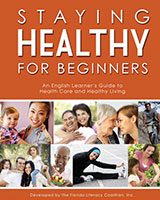 STAYING
HEALTHY
FOR BEGINNERS
An English Learner's Guide to
Health Care and Healthy Living
Developed by the Florida Literacy Coalition, Inc.